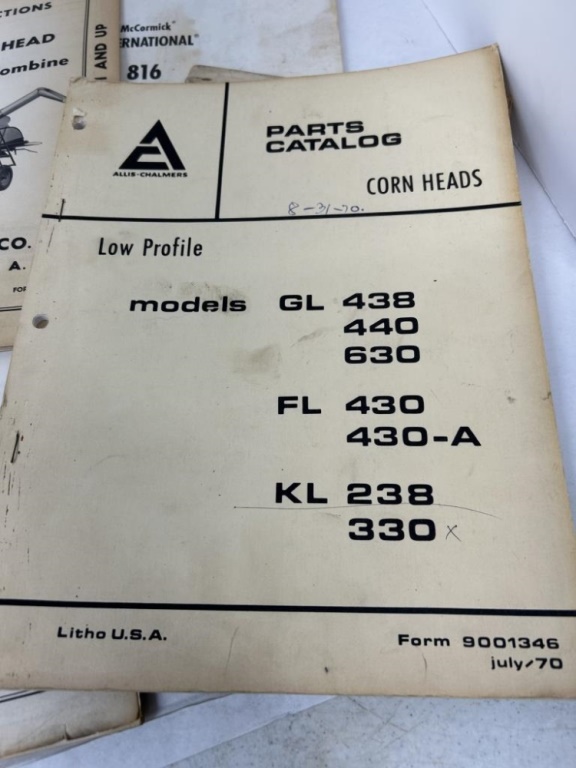 CTIONS
HEAD
ombine
AND UP
CO.
A.
FOR
McCormick
ERNATIONAL
816
ALLIS-CHALMERS
PARTS
CATALOG
CORN HEADS
8-31-70.
Low Profile
models GL 438
440
630
FL 430
430-A
KL 238
330 x
Litho U.S.A.
Form 9001346
july/70